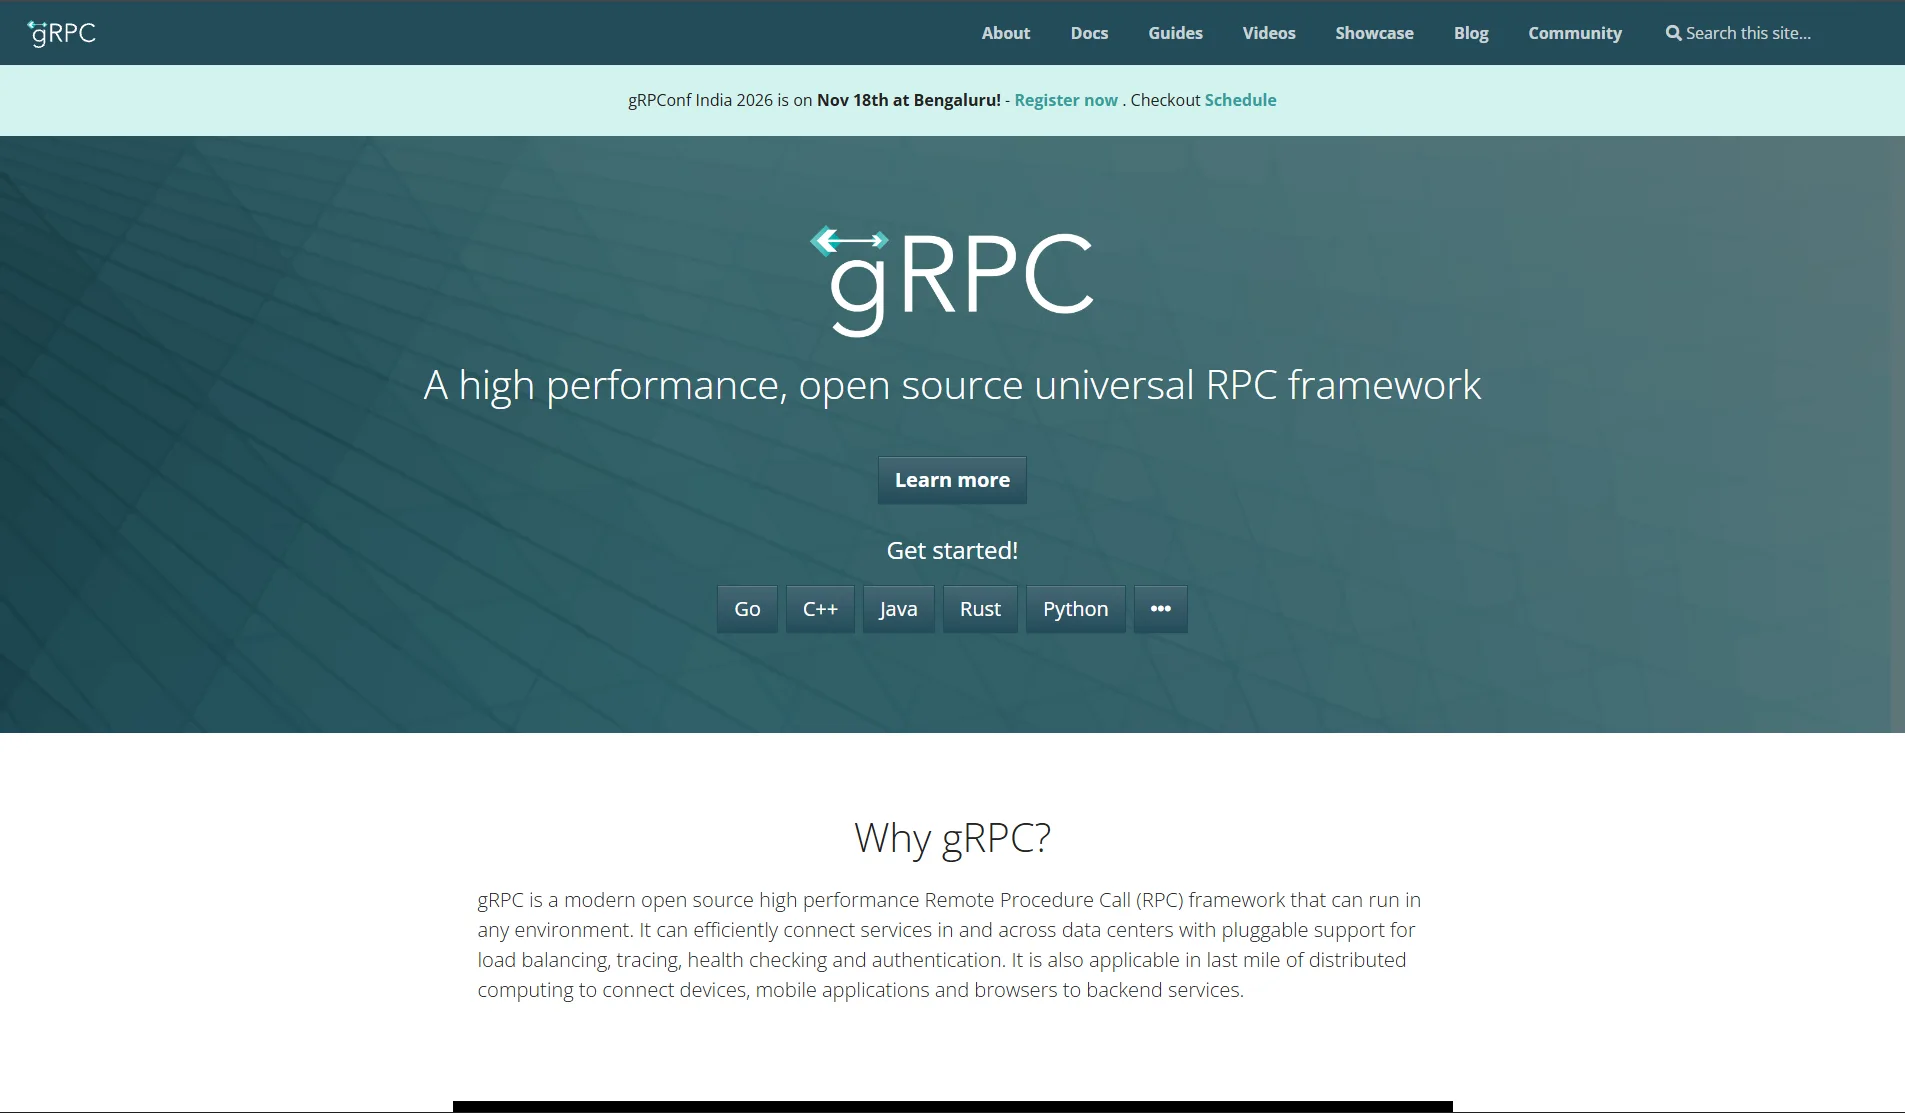 gRPC
About Docs Guides Videos Showcase Blog Community Search this site...
gRPConf India 2026 is on Nov 18th at Bengaluru! - Register now . Checkout Schedule
gRPC
A high performance, open source universal RPC framework
Learn more
Get started!
Go C++ Java Rust Python •••
Why gRPC?
gRPC is a modern open source high performance Remote Procedure Call (RPC) framework that can run in
any environment. It can efficiently connect services in and across data centers with pluggable support for
load balancing, tracing, health checking and authentication. It is also applicable in last mile of distributed
computing to connect devices, mobile applications and browsers to backend services.